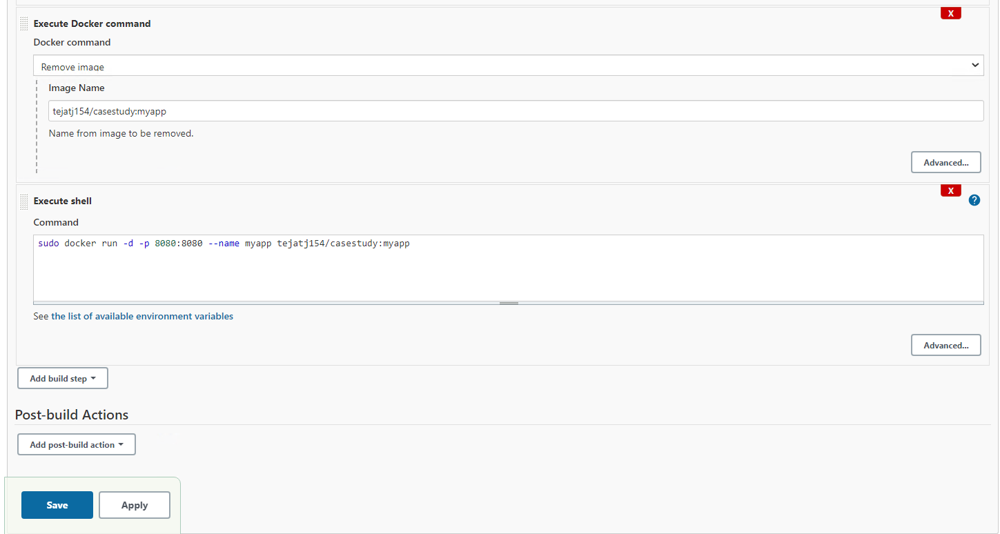 X
Execute Docker command
Docker command
Remove image
Image Name
tejatj154/casestudy:myapp
Name from image to be removed.
Advanced...
X
Execute shell
?
Command
sudo docker run -d -p 8080:8080 --name myapp tejatj154/casestudy:myapp
See the list of available environment variables
Advanced...
Add build step
Post-build Actions
Add post-build action
Save Apply